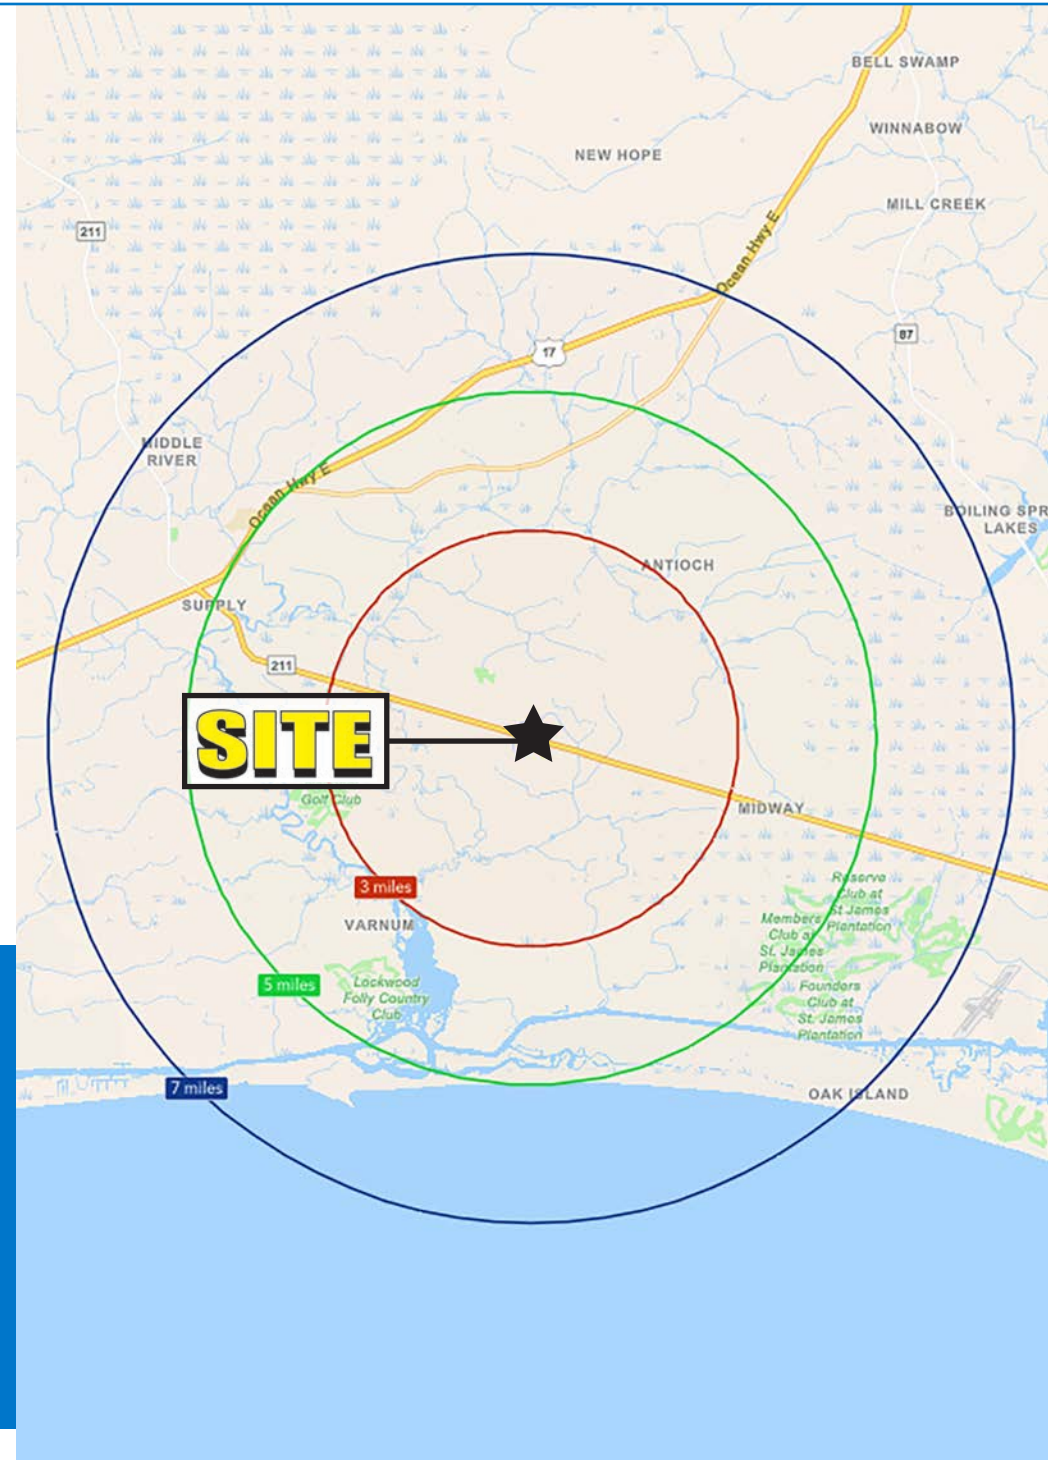 BELL SWAMP
WINNABOW
NEW HOPE
MILL CREEK
211
Ocean Hwy E
87
17
MIDDLE
RIVER
Ocean Hwy E
BOILING SPR
LAKES
ANTIOCH
SUPPLY
211
SITE
Golf Club
MIDWAY
3 miles
VARNUM
Reserve
Club at
St James
Plantation
Members
Club at
St. James
Plantation
5 miles
Lockwood
Folly Country
Club
Founders
Club at
St. James
Plantation
7 miles
OAK ISLAND